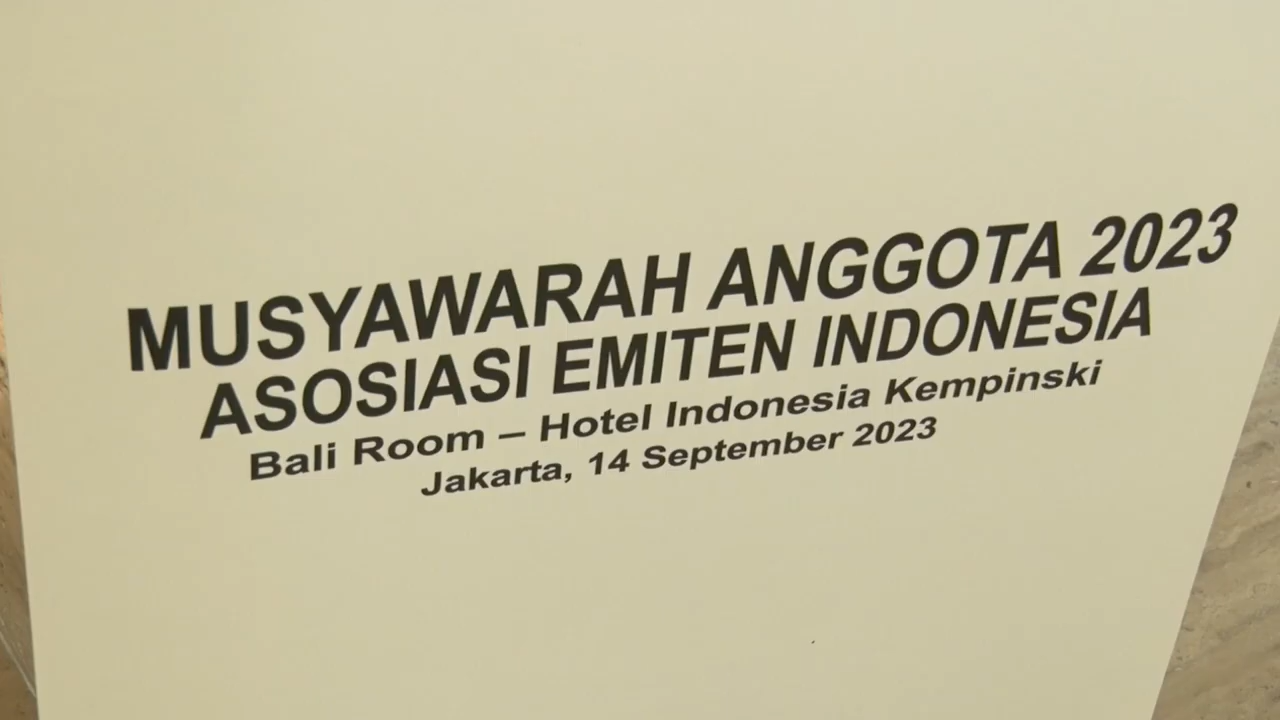 MUSYAWARAH ANGGOTA 2023
ASOSIASI EMITEN INDONESIA
Bali Room – Hotel Indonesia Kempinski
Jakarta, 14 September 2023